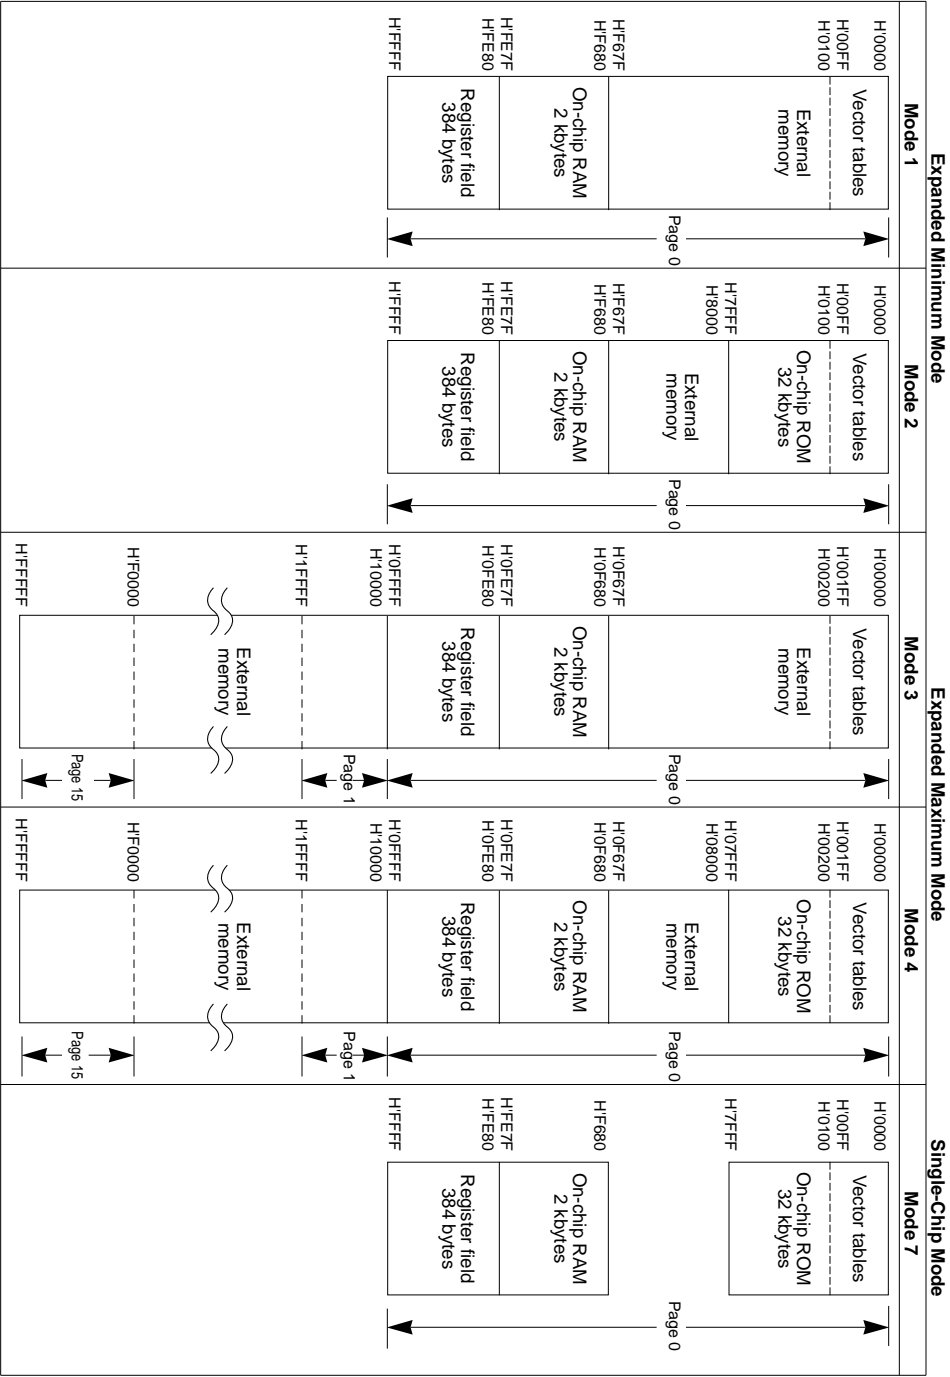 Expanded Minimum Mode
Expanded Maximum Mode
Single-Chip Mode
Mode 1
H'0000
Vector tables
H'00FF
H'0100
External
memory
H'F67F
H'F680
On-chip RAM
2 kbytes
H'FE7F
H'FE80
Register field
384 bytes
H'FFFF
Page 0
Mode 2
H'0000
Vector tables
H'00FF
H'0100
On-chip ROM
32 kbytes
H'7FFF
H'8000
External
memory
H'F67F
H'F680
On-chip RAM
2 kbytes
H'FE7F
H'FE80
Register field
384 bytes
H'FFFF
Page 0
Mode 3
H'00000
Vector tables
H'001FF
H'00200
External
memory
H'0F67F
H'0F680
On-chip RAM
2 kbytes
H'0FE7F
H'0FE80
Register field
384 bytes
H'0FFFF
H'10000
H'1FFFF
External
memory
H'F0000
H'FFFFF
Page 0
Page 1
Page 15
Mode 4
H'00000
Vector tables
H'001FF
H'00200
On-chip ROM
32 kbytes
H'07FFF
H'08000
External
memory
H'0F67F
H'0F680
On-chip RAM
2 kbytes
H'0FE7F
H'0FE80
Register field
384 bytes
H'0FFFF
H'10000
H'1FFFF
External
memory
H'F0000
H'FFFFF
Page 0
Page 1
Page 15
Mode 7
H'0000
Vector tables
H'00FF
H'0100
On-chip ROM
32 kbytes
H'7FFF
H'F680
On-chip RAM
2 kbytes
H'FE7F
H'FE80
Register field
384 bytes
H'FFFF
Page 0